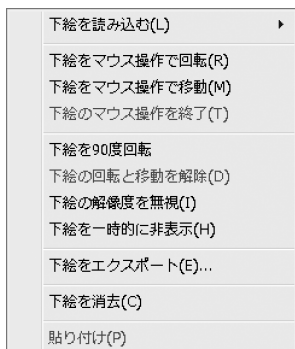 下絵を読み込む(L)
下絵をマウス操作で回転(R)
下絵をマウス操作で移動(M)
下絵のマウス操作を終了(T)
下絵を90度回転
下絵の回転と移動を解除(D)
下絵の解像度を無視(I)
下絵を一時的に非表示(H)
下絵をエクスポート(E)...
下絵を消去(C)
貼り付け(P)